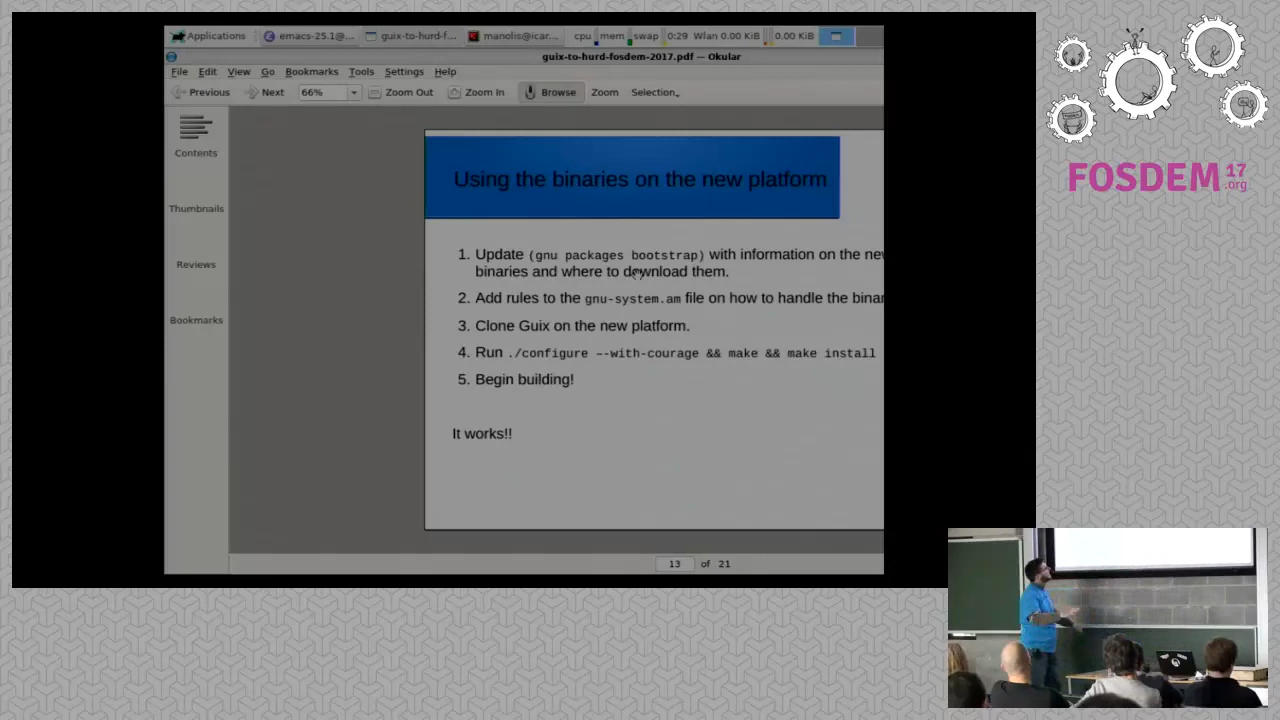 Applications emacs-25.1@... guix-to-hurd-f... manolis@icar... cpu mem swap 0:29 Wlan 0.00 KiB 0.00 KiB
guix-to-hurd-fosdem-2017.pdf — Okular
File Edit View Go Bookmarks Tools Settings Help
Previous Next 66% Zoom Out Zoom In Browse Zoom Selection
Contents
Thumbnails
Reviews
Bookmarks
Using the binaries on the new platform
1. Update (gnu packages bootstrap) with information on the new
binaries and where to download them.
2. Add rules to the gnu-system.am file on how to handle the binar
3. Clone Guix on the new platform.
4. Run ./configure --with-courage && make && make install
5. Begin building!
It works!!
13 of 21
FOSDEM 17 .org